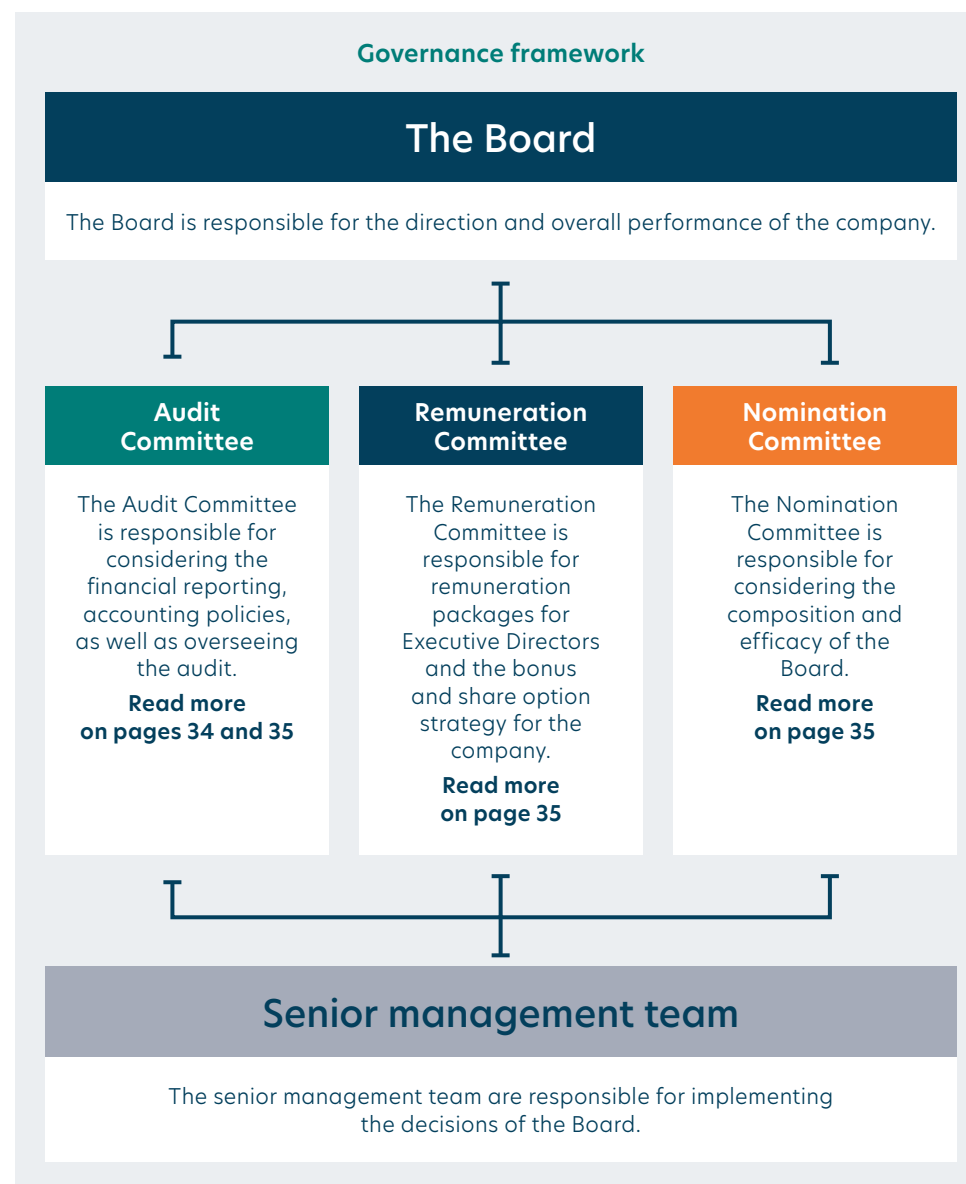 Governance framework
The Board
The Board is responsible for the direction and overall performance of the company.
Audit
Committee
The Audit Committee
is responsible for
considering the
financial reporting,
accounting policies,
as well as overseeing
the audit.
Read more
on pages 34 and 35
Remuneration
Committee
The Remuneration
Committee is
responsible for
remuneration
packages for
Executive Directors
and the bonus
and share option
strategy for the
company.
Read more
on page 35
Nomination
Committee
The Nomination
Committee is
responsible for
considering the
composition and
efficacy of the
Board.
Read more
on page 35
Senior management team
The senior management team are responsible for implementing
the decisions of the Board.